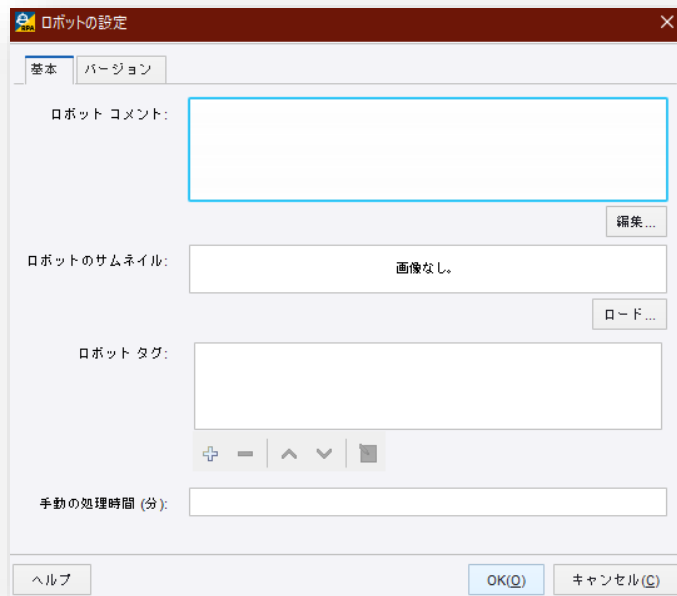 RPA ロボットの設定
基本 バージョン
ロボット コメント:
編集...
ロボットのサムネイル: 画像なし。
ロード...
ロボット タグ:
手動の処理時間 (分):
ヘルプ OK(O) キャンセル(C)